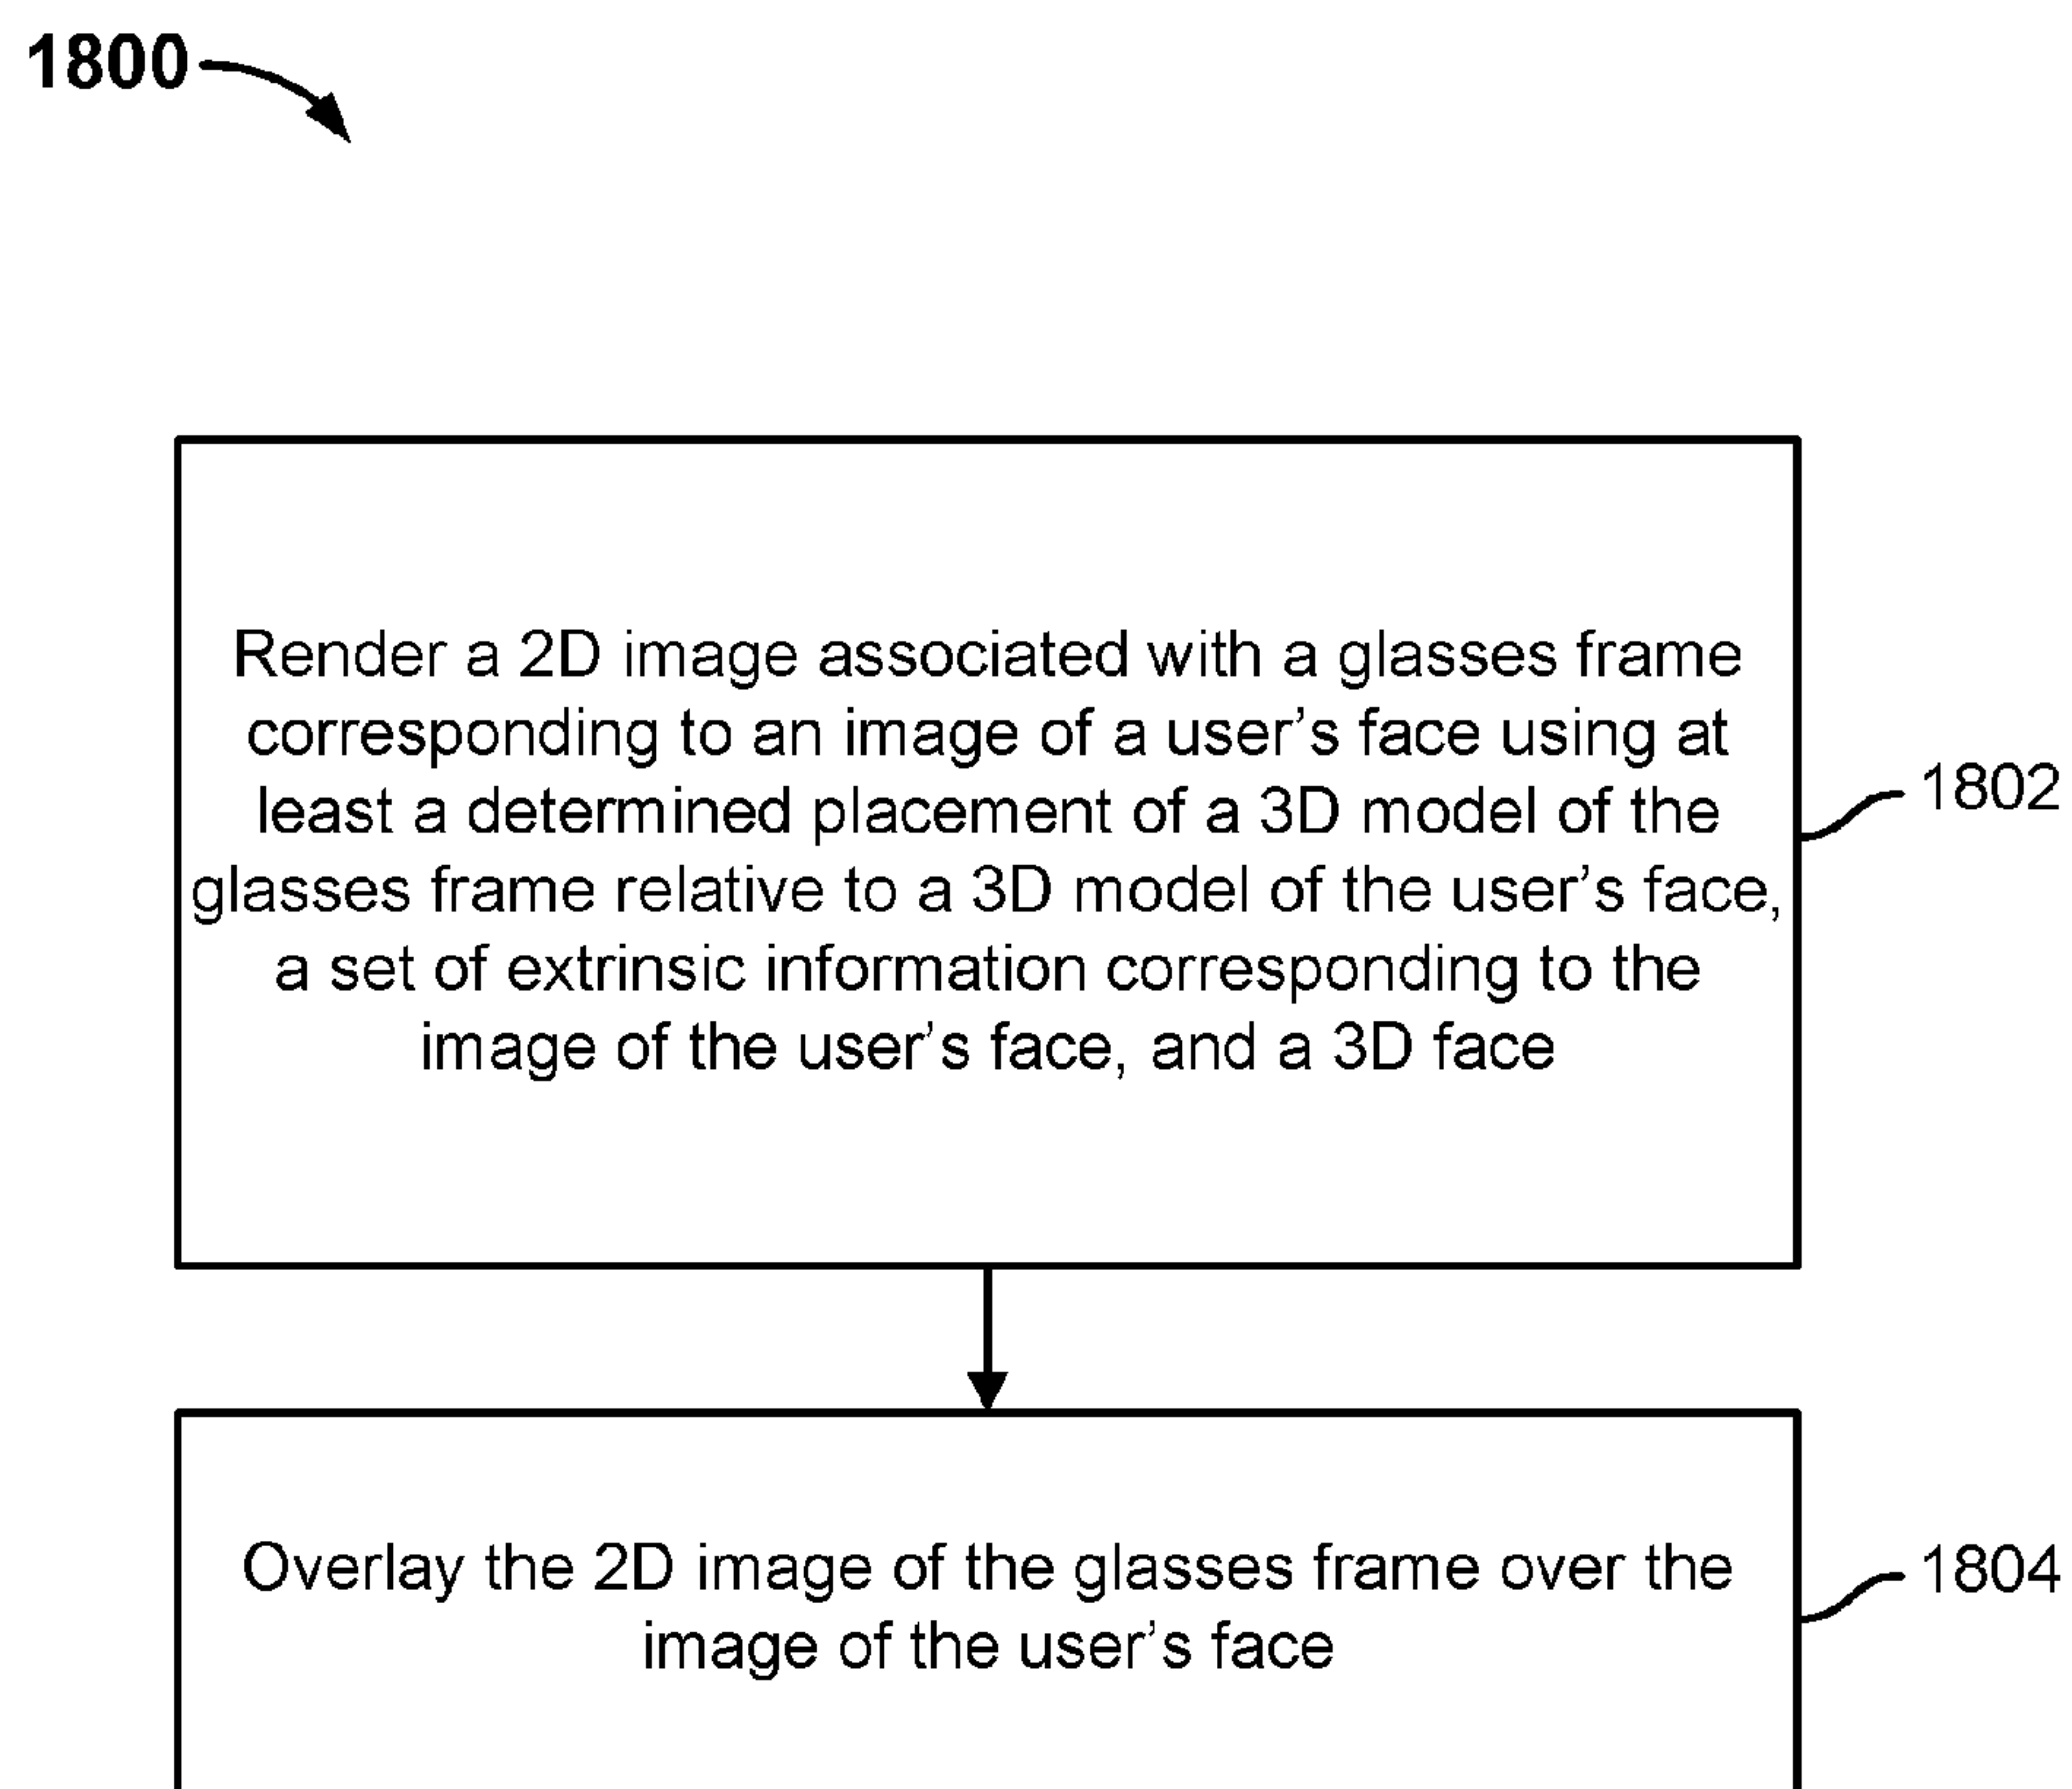 1800
Render a 2D image associated with a glasses frame
corresponding to an image of a user's face using at
least a determined placement of a 3D model of the
glasses frame relative to a 3D model of the user's face,
a set of extrinsic information corresponding to the
image of the user's face, and a 3D face
1802
Overlay the 2D image of the glasses frame over the
image of the user's face
1804